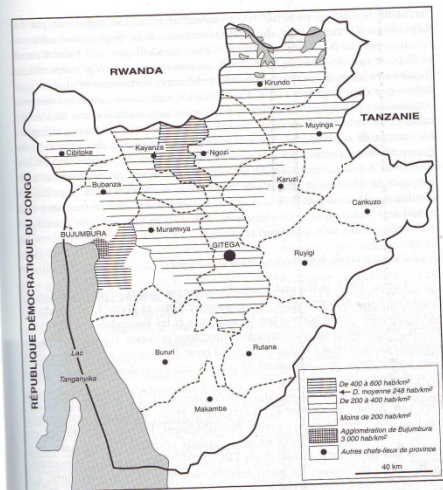 RWANDA
Kirundo
TANZANIE
Muyinga
Kayanza
Ngozi
Cibitoka
Karuzi
Bubanza
Cankuzo
BUJUMBURA
Muramvya
GITEGA
Ruyigi
RÉPUBLIQUE DÉMOCRATIQUE DU CONGO
Lac
Tanganyika
Bururi
Rutana
Makamba
De 400 à 600 hab/km²
D. moyenne 248 hab/km²
De 200 à 400 hab/km²
Moins de 200 hab/km²
Agglomération de Bujumbura
3 000 hab/km²
Autres chefs-lieux de province
40 km